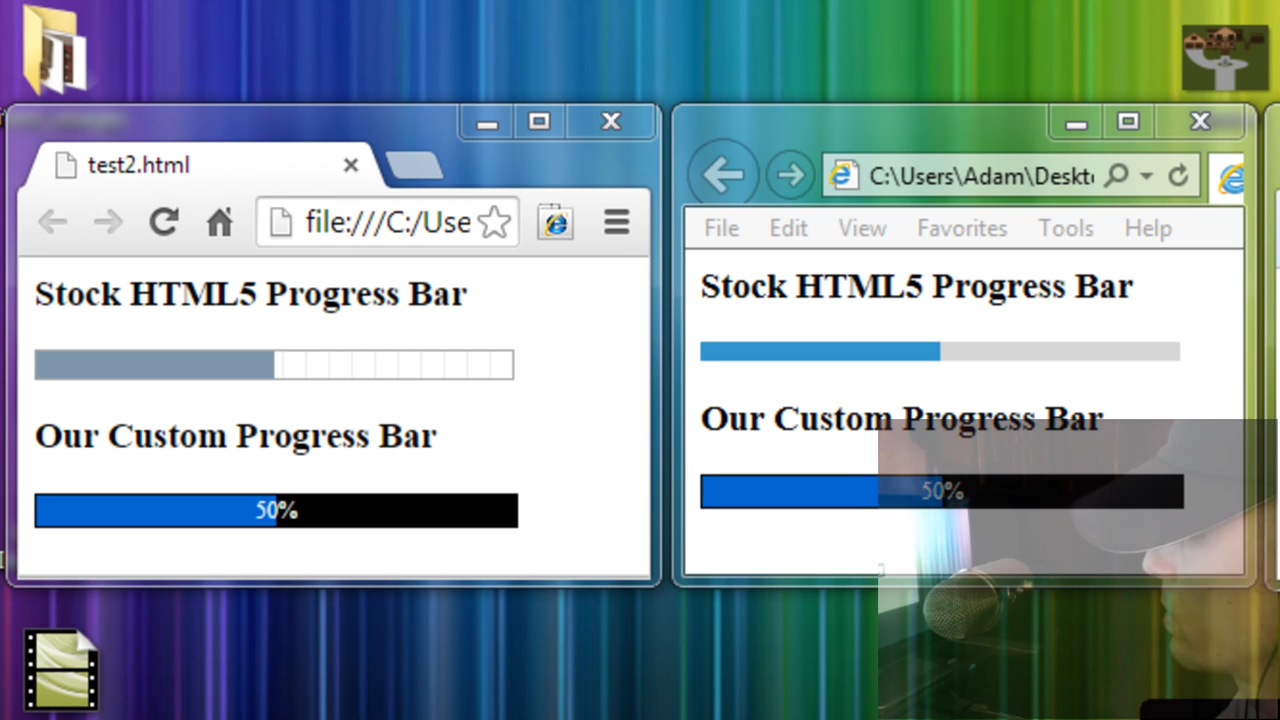 test2.html
file:///C:/Use
Stock HTML5 Progress Bar
Our Custom Progress Bar
50%
C:\Users\Adam\Deskt
File Edit View Favorites Tools Help
Stock HTML5 Progress Bar
Our Custom Progress Bar
50%